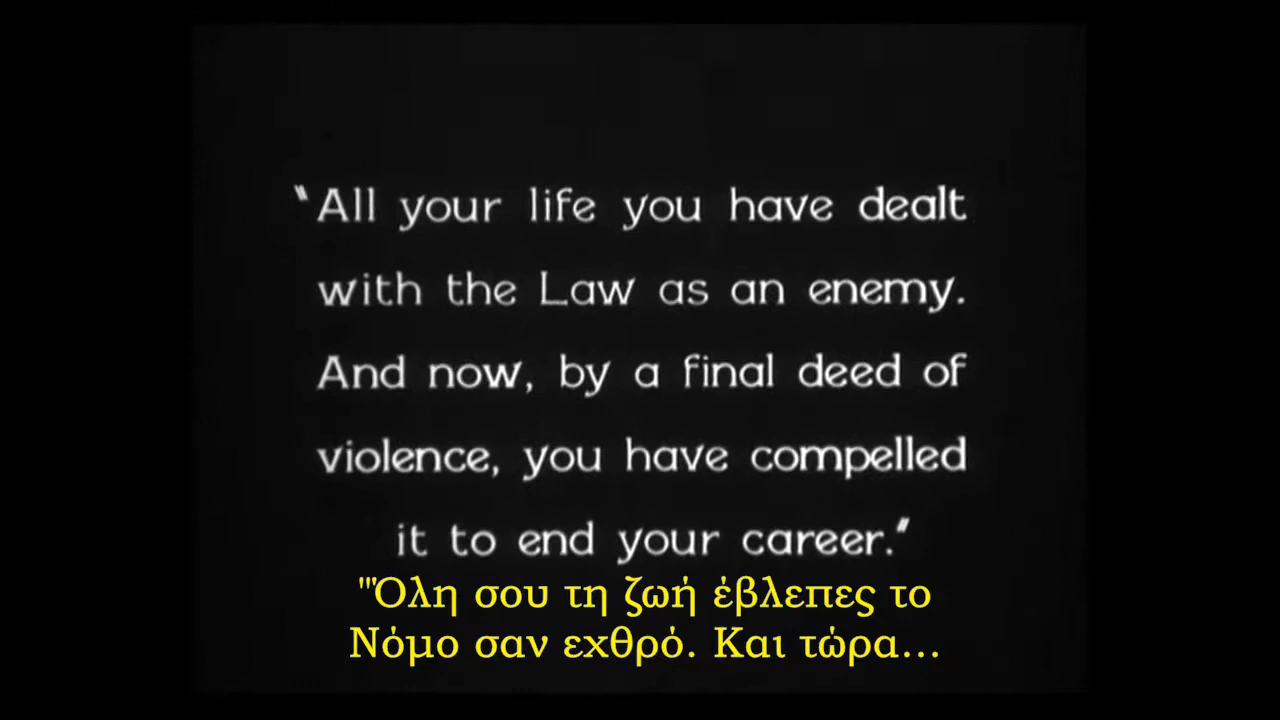 "All your life you have dealt
with the Law as an enemy.
And now, by a final deed of
violence, you have compelled
it to end your career."
"Όλη σου τη ζωή έβλεπες το
Νόμο σαν εχθρό. Και τώρα...